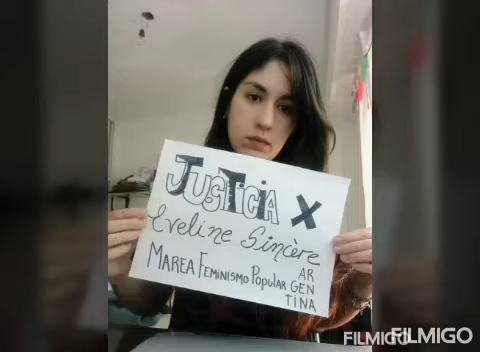 JUSTICIA X
Eveline Sincère
MAREA FEMINISMO POPULAR
AR
GEN
TINA
FILMIGO
FILMIGO